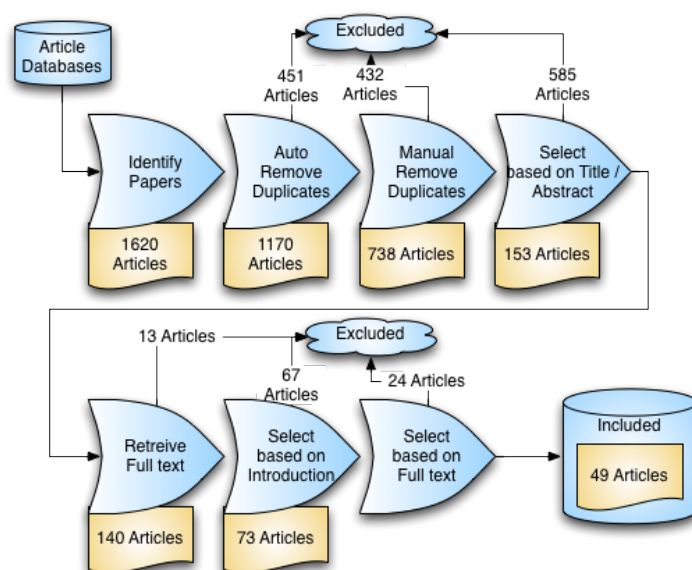 Excluded
Article
Databases
451
Articles
432
Articles
585
Articles
Identify
Papers
Auto
Remove
Duplicates
Manual
Remove
Duplicates
Select
based on Title /
Abstract
1620
Articles
1170
Articles
738 Articles
153 Articles
13 Articles
Excluded
67
Articles
24 Articles
Retreive
Full text
Select
based on
Introduction
Select
based on
Full text
Included
49 Articles
140 Articles
73 Articles